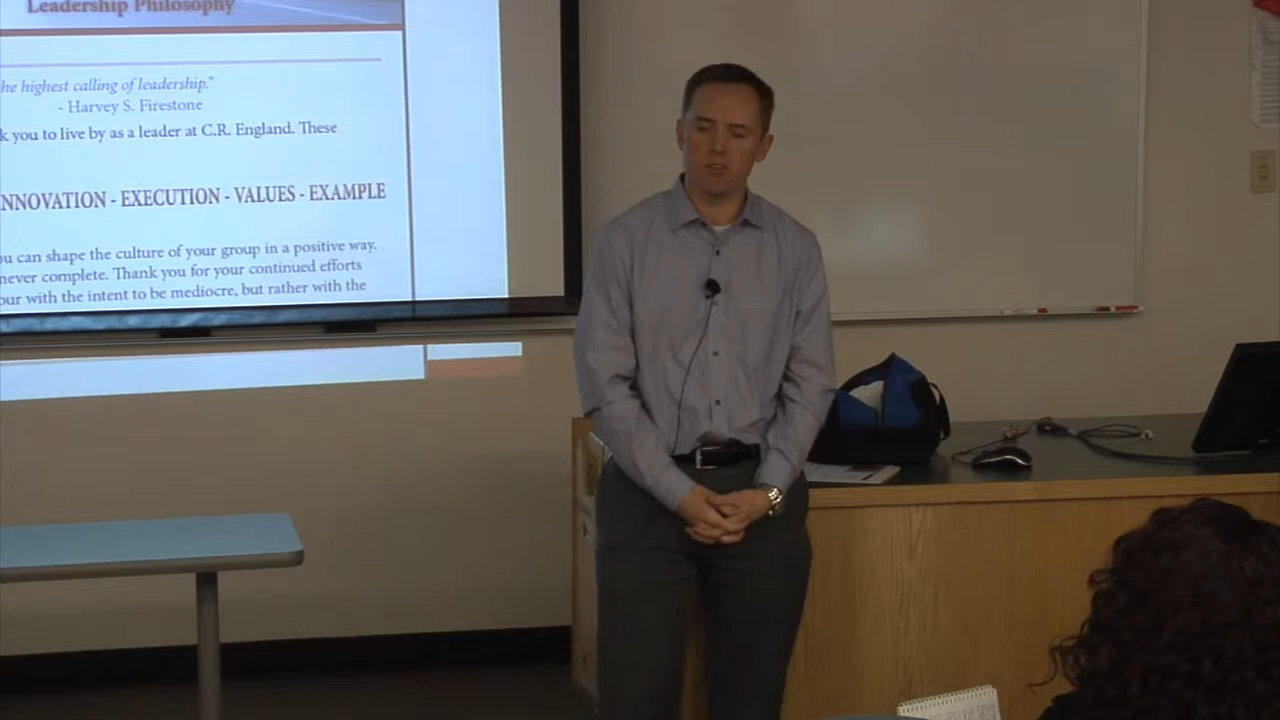 Leadership Philosophy
he highest calling of leadership."
- Harvey S. Firestone
k you to live by as a leader at C.R. England. These
NNOVATION - EXECUTION - VALUES - EXAMPLE
ou can shape the culture of your group in a positive way.
never complete. Thank you for your continued efforts
our with the intent to be mediocre, but rather with the